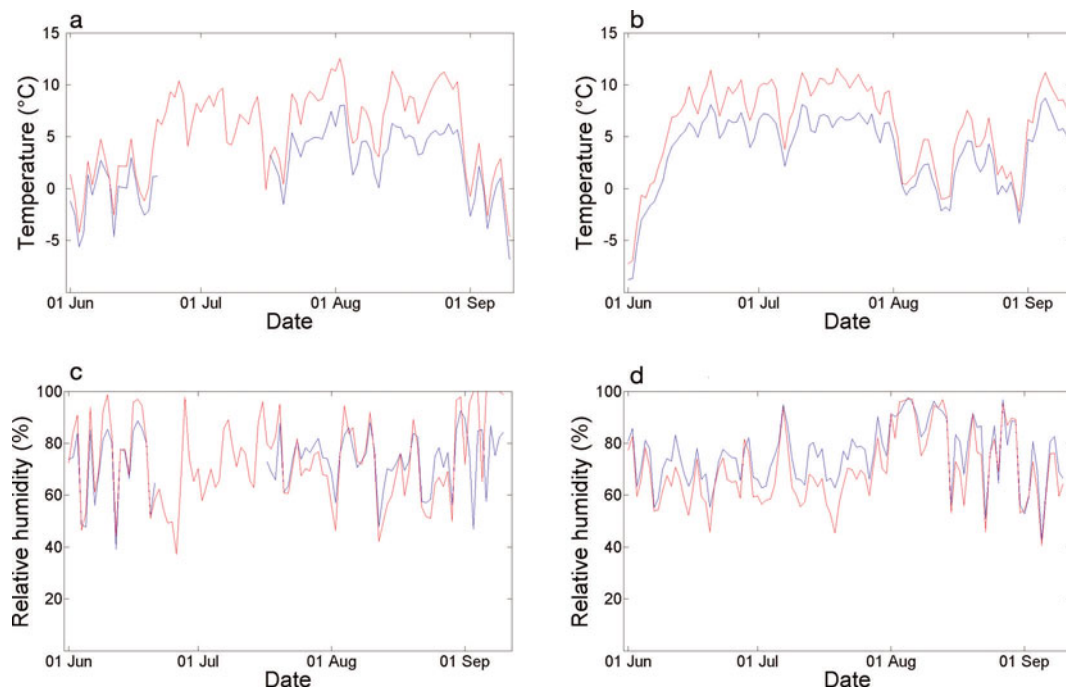 a
Temperature (°C)
15
10
5
0
-5
01 Jun
01 Jul
01 Aug
01 Sep
Date
b
Temperature (°C)
15
10
5
0
-5
01 Jun
01 Jul
01 Aug
01 Sep
Date
c
Relative humidity (%)
100
80
60
40
20
01 Jun
01 Jul
01 Aug
01 Sep
Date
d
Relative humidity (%)
100
80
60
40
20
01 Jun
01 Jul
01 Aug
01 Sep
Date